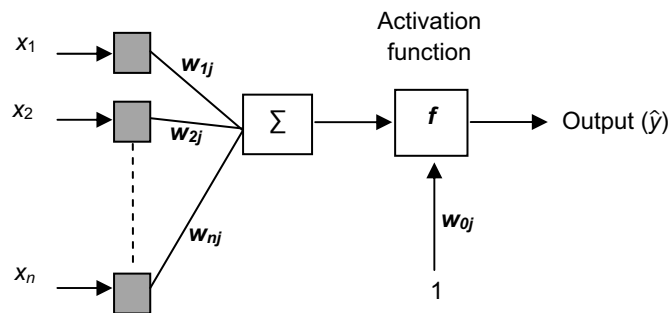 Activation
function
x1
w1j
x2
w2j
Σ
f
Output (ŷ)
wnj
w0j
xn
1